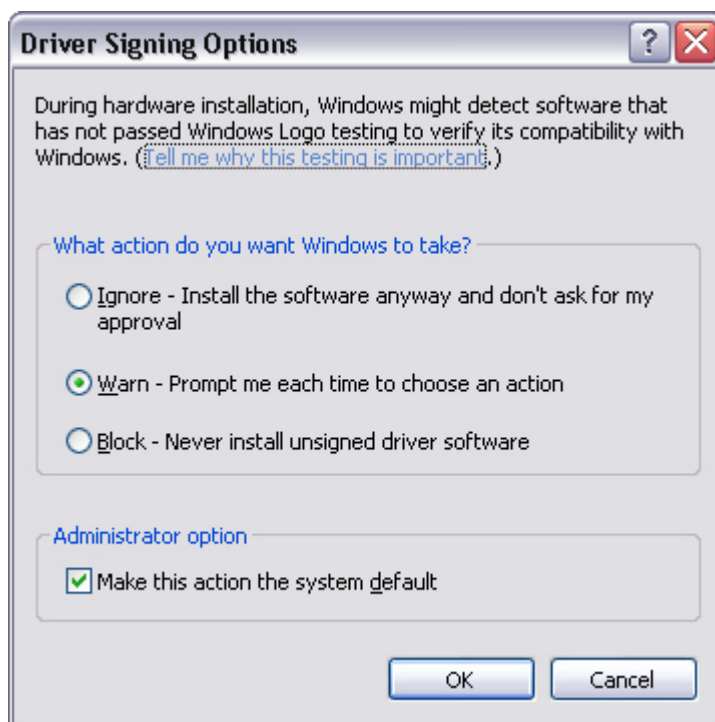 Driver Signing Options
During hardware installation, Windows might detect software that
has not passed Windows Logo testing to verify its compatibility with
Windows. (Tell me why this testing is important.)
What action do you want Windows to take?
Ignore - Install the software anyway and don't ask for my
approval
Warn - Prompt me each time to choose an action
Block - Never install unsigned driver software
Administrator option
Make this action the system default
OK Cancel